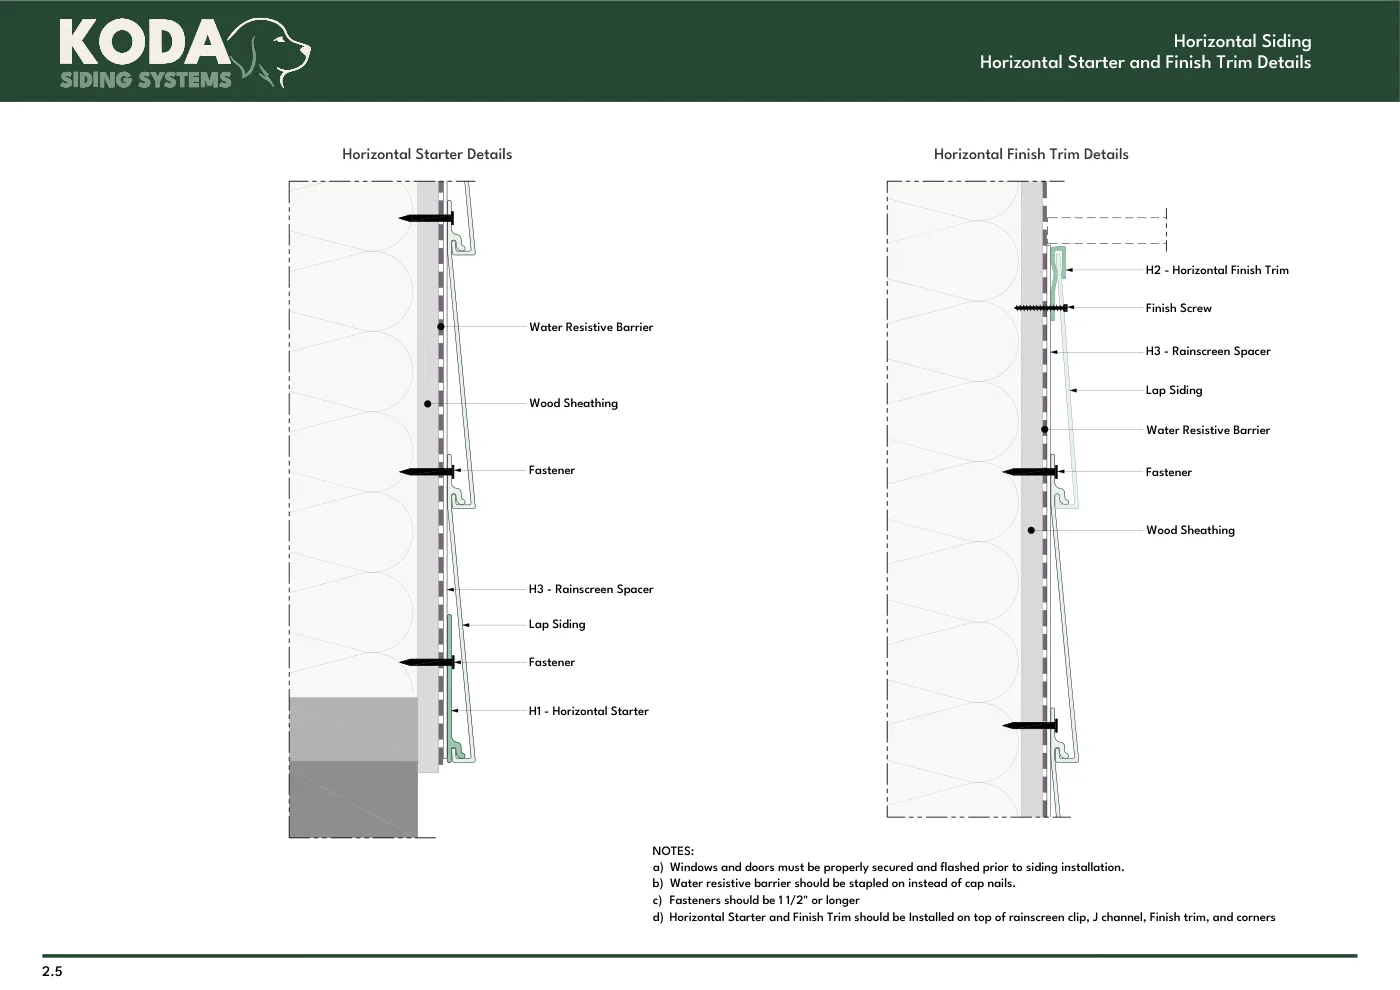 KODA
SIDING SYSTEMS
Horizontal Siding
Horizontal Starter and Finish Trim Details
Horizontal Starter Details
Water Resistive Barrier
Wood Sheathing
Fastener
H3 - Rainscreen Spacer
Lap Siding
Fastener
H1 - Horizontal Starter
Horizontal Finish Trim Details
H2 - Horizontal Finish Trim
Finish Screw
H3 - Rainscreen Spacer
Lap Siding
Water Resistive Barrier
Fastener
Wood Sheathing
NOTES:
a) Windows and doors must be properly secured and flashed prior to siding installation.
b) Water resistive barrier should be stapled on instead of cap nails.
c) Fasteners should be 1 1/2" or longer
d) Horizontal Starter and Finish Trim should be Installed on top of rainscreen clip, J channel, Finish trim, and corners
2.5